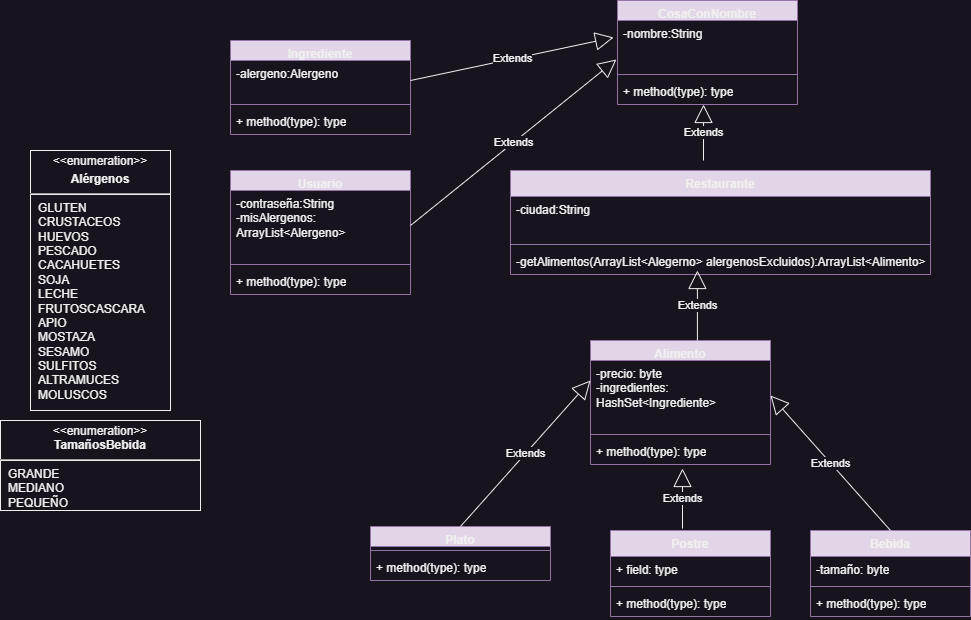 CosaConNombre
-nombre:String
+ method(type): type
Ingrediente
-alergeno:Alergeno
+ method(type): type
Extends
Extends
Extends
<<enumeration>>
Alérgenos
GLUTEN
CRUSTACEOS
HUEVOS
PESCADO
CACAHUETES
SOJA
LECHE
FRUTOSCASCARA
APIO
MOSTAZA
SESAMO
SULFITOS
ALTRAMUCES
MOLUSCOS
Usuario
-contraseña:String
-misAlergenos:
ArrayList<Alergeno>
+ method(type): type
Restaurante
-ciudad:String
-getAlimentos(ArrayList<Alegerno> alergenosExcluidos):ArrayList<Alimento>
Extends
Alimento
-precio: byte
-ingredientes:
HashSet<Ingrediente>
+ method(type): type
<<enumeration>>
TamañosBebida
GRANDE
MEDIANO
PEQUEÑO
Extends
Extends
Extends
Plato
+ method(type): type
Postre
+ field: type
+ method(type): type
Bebida
-tamaño: byte
+ method(type): type